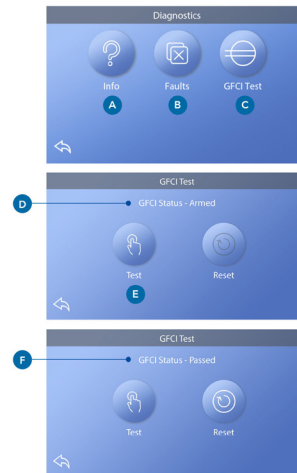 Diagnostics
Info
Faults
GFCI Test
A
B
C
GFCI Test
D
GFCI Status - Armed
Test
Reset
E
GFCI Test
F
GFCI Status - Passed
Test
Reset